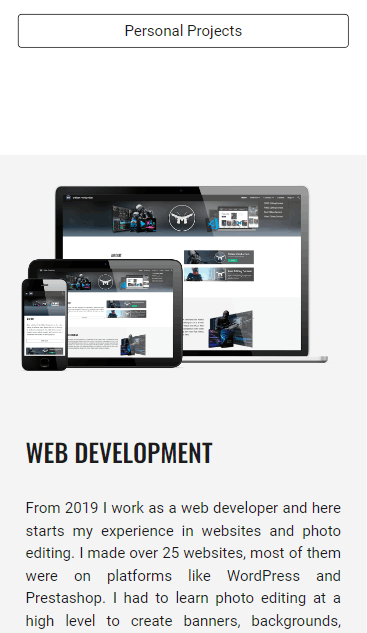 Personal Projects
WEB DEVELOPMENT
From 2019 I work as a web developer and here
starts my experience in websites and photo
editing. I made over 25 websites, most of them
were on platforms like WordPress and
Prestashop. I had to learn photo editing at a
high level to create banners, backgrounds,